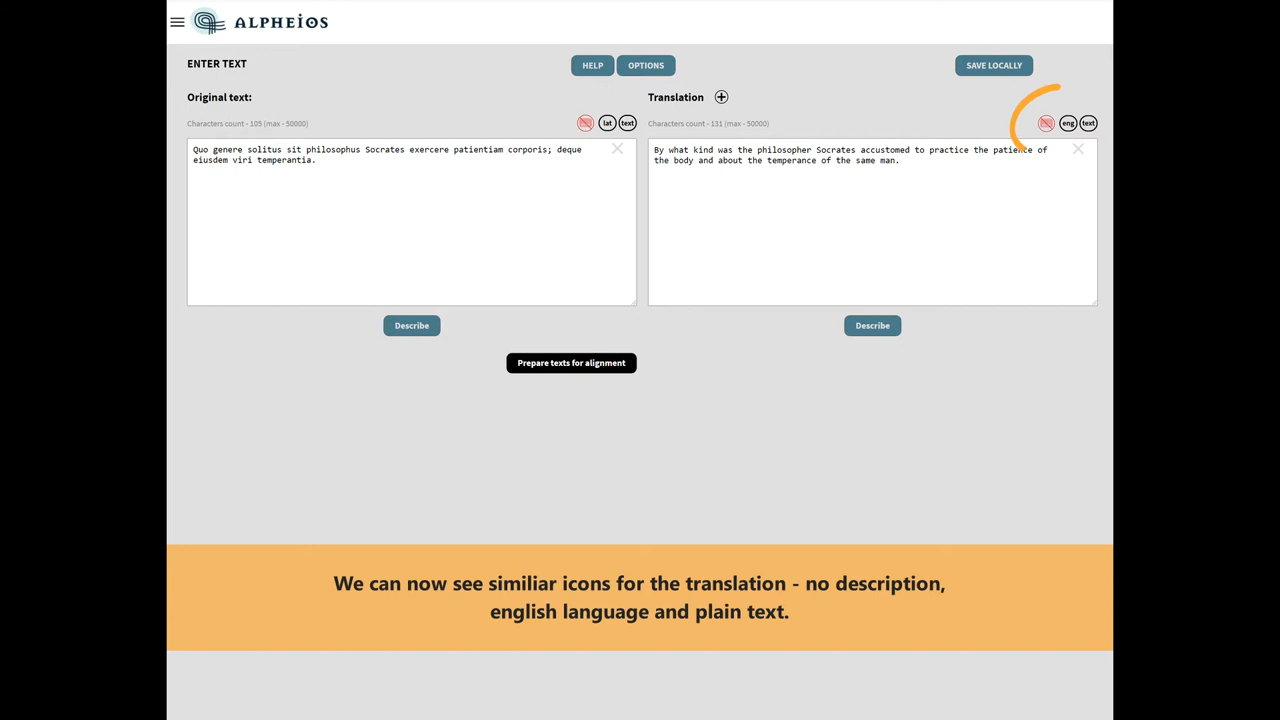 ALPHEIOS
ENTER TEXT
HELP
OPTIONS
SAVE LOCALLY
Original text:
Characters count - 105 (max - 50000)
lat
text
Quo genere solitus sit philosophus Socrates exercere patientiam corporis; deque
eiusdem viri temperantia.
Describe
Translation
Characters count - 131 (max - 50000)
eng
text
By what kind was the philosopher Socrates accustomed to practice the patience of
the body and about the temperance of the same man.
Describe
Prepare texts for alignment
We can now see similiar icons for the translation - no description,
english language and plain text.